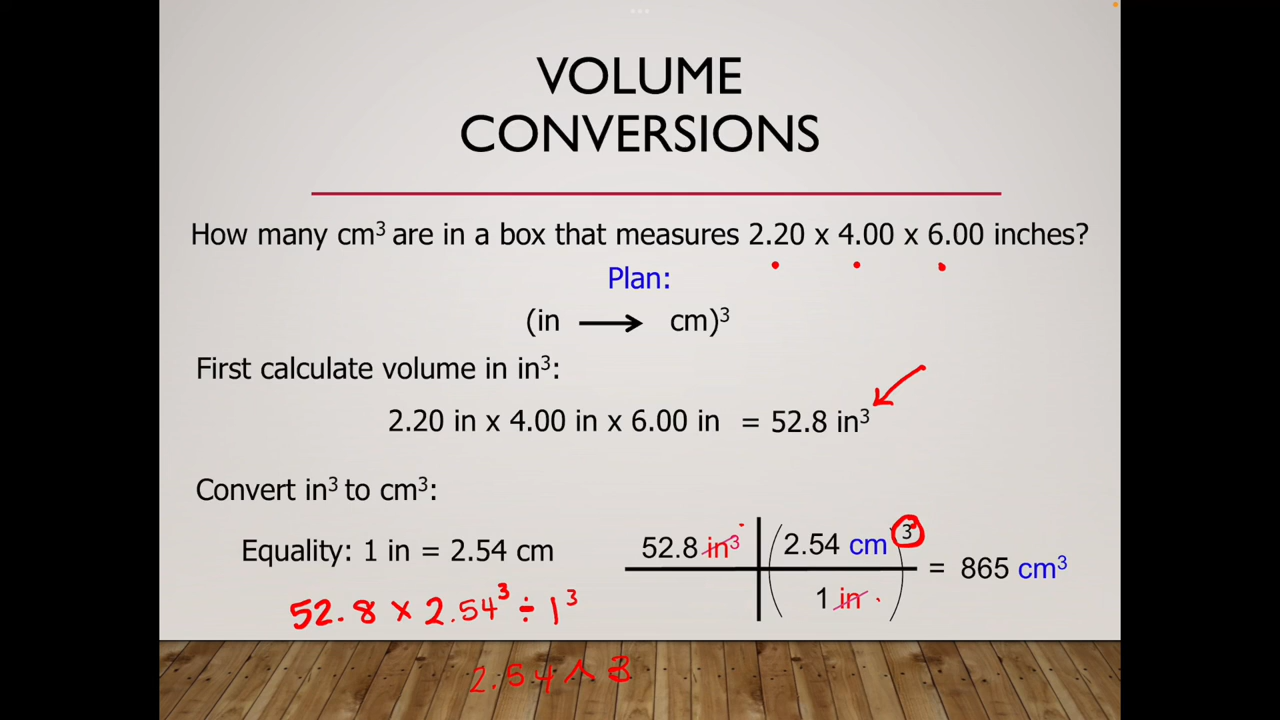 VOLUME
CONVERSIONS
How many cm³ are in a box that measures 2.20 x 4.00 x 6.00 inches?
Plan:
(in → cm)³
First calculate volume in in³:
2.20 in x 4.00 in x 6.00 in = 52.8 in³
Convert in³ to cm³:
Equality: 1 in = 2.54 cm
52.8 in³ | (2.54 cm / 1 in)³ = 865 cm³
52.8 × 2.54³ ÷ 1³
2.54 ^ 3